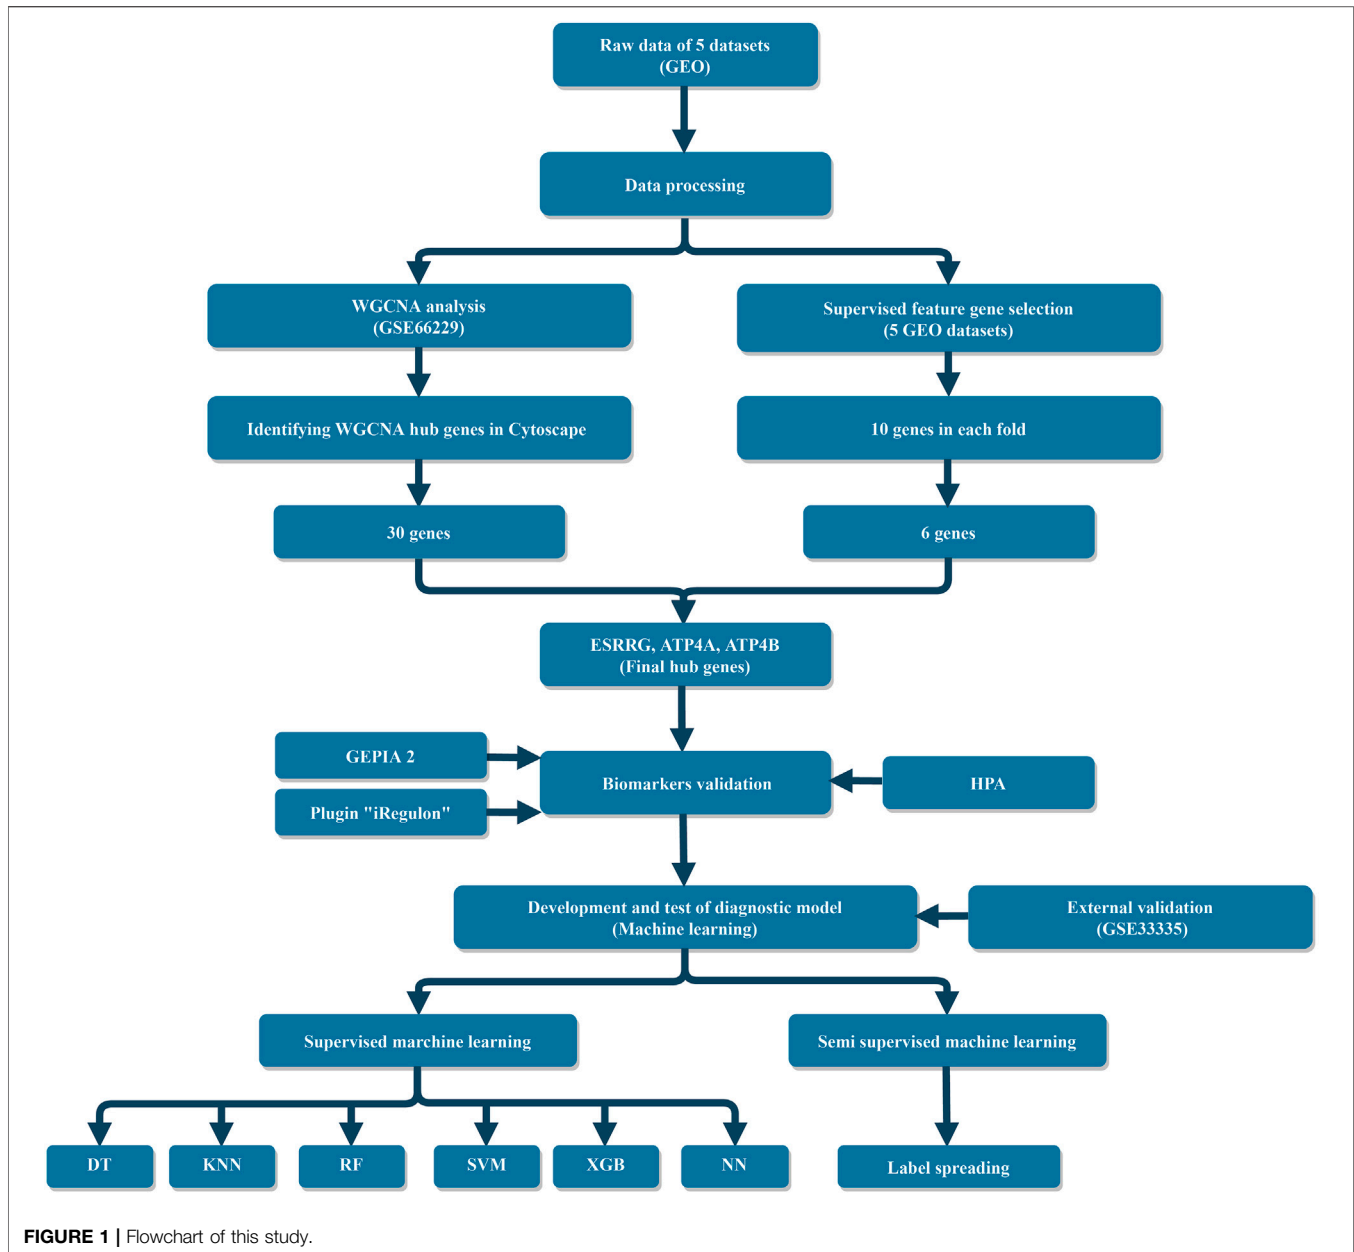 Raw data of 5 datasets
(GEO)
Data processing
WGCNA analysis
(GSE66229)
Supervised feature gene selection
(5 GEO datasets)
Identifying WGCNA hub genes in Cytoscape
10 genes in each fold
30 genes
6 genes
ESRRG, ATP4A, ATP4B
(Final hub genes)
GEPIA 2
Biomarkers validation
HPA
Plugin "iRegulon"
Development and test of diagnostic model
(Machine learning)
External validation
(GSE33335)
Supervised marchine learning
Semi supervised machine learning
DT
KNN
RF
SVM
XGB
NN
Label spreading
FIGURE 1 | Flowchart of this study.